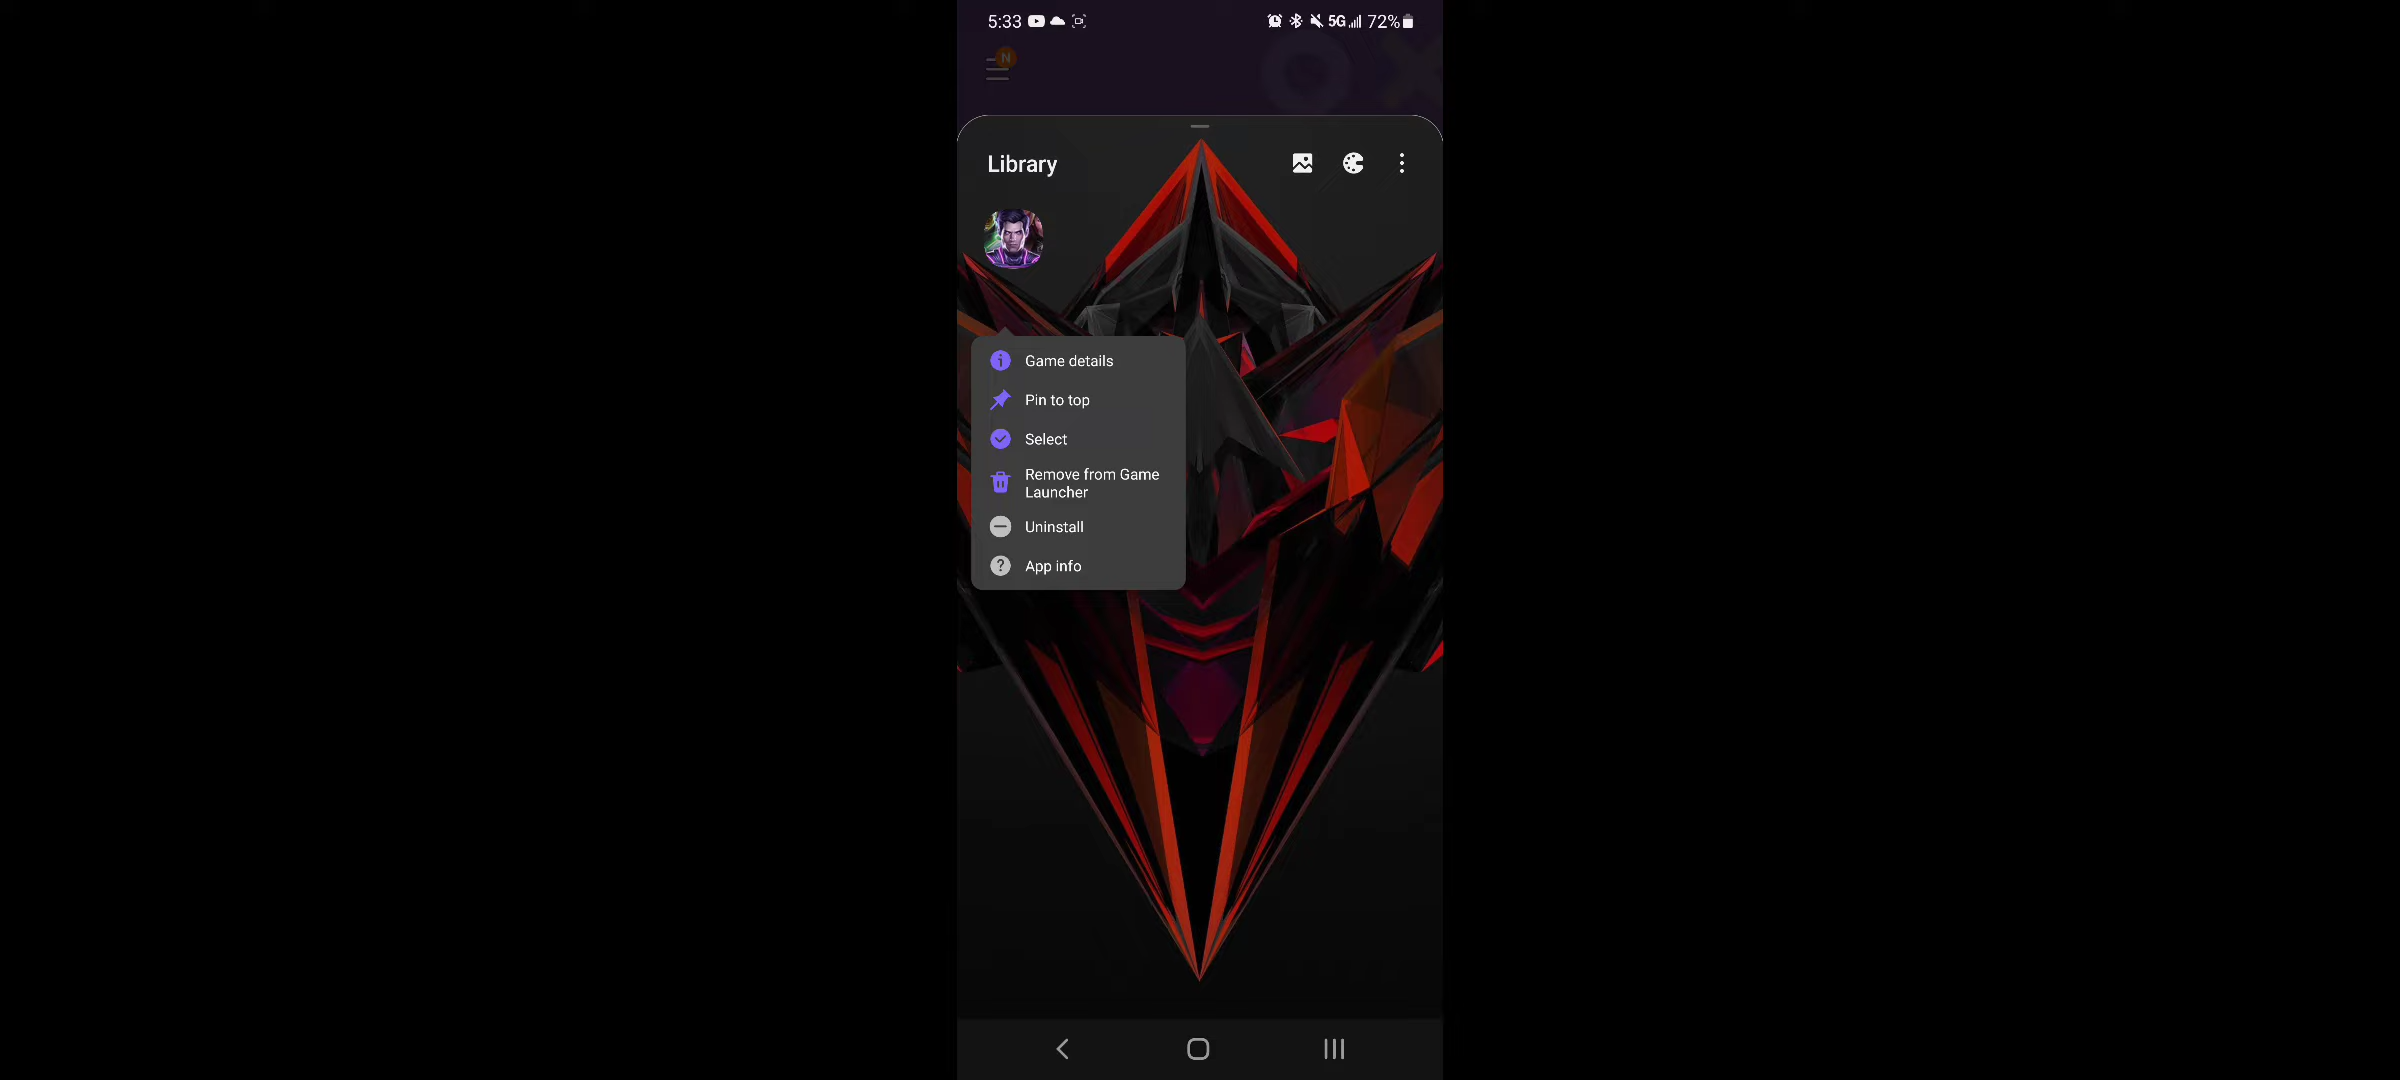 5:33 5G 72%
N
Library
Game details
Pin to top
Select
Remove from Game
Launcher
Uninstall
App info